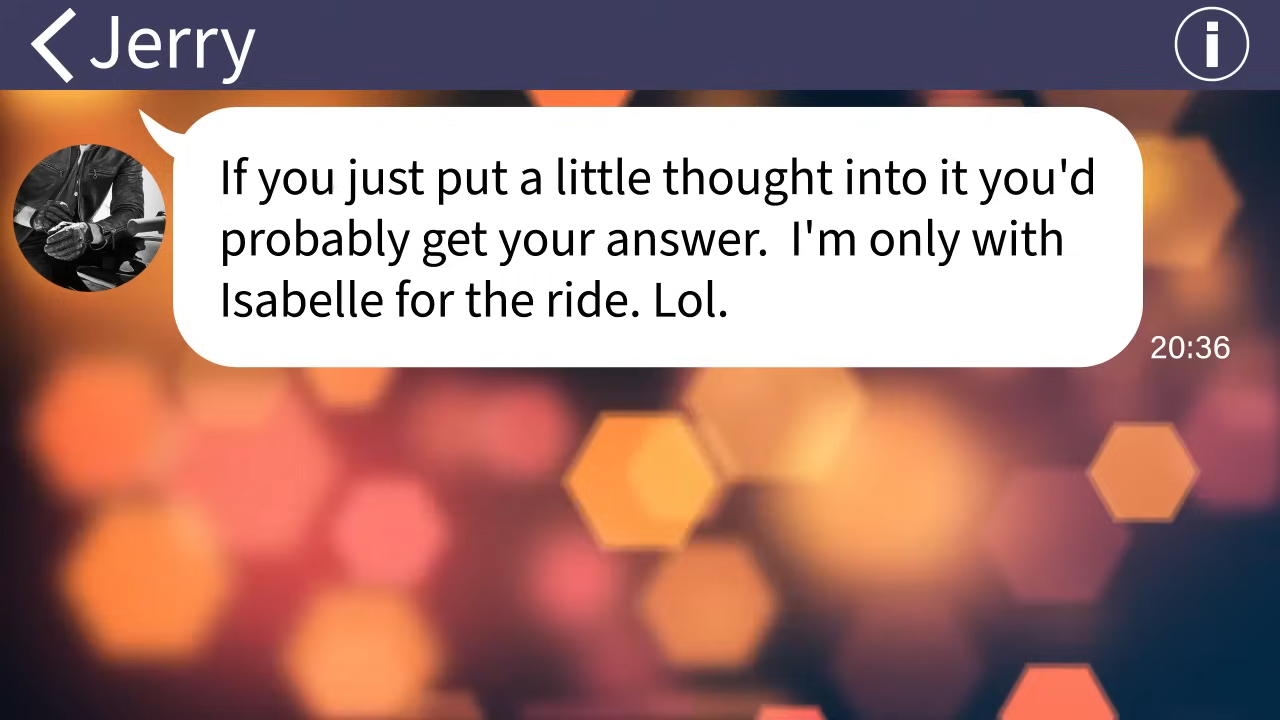 Jerry
If you just put a little thought into it you'd
probably get your answer.  I'm only with
Isabelle for the ride. Lol.
20:36